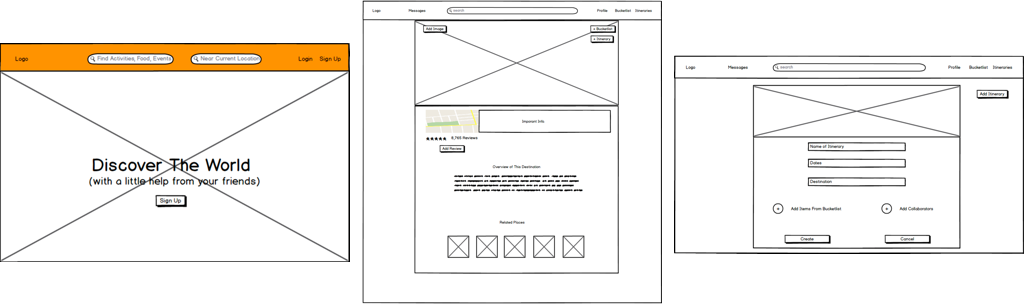 Logo
Find Activities, Food, Events
Near Current Location
Login
Sign Up
Discover The World
(with a little help from your friends)
Sign Up
Logo
Messages
search
Profile
Bucketlist
Itineraries
Add Image
+ Bucketlist
+ Itinerary
Important Info
6,765 Reviews
Add Review
Overview of This Destination
Related Places
Logo
Messages
search
Profile
Bucketlist
Itineraries
Add Itinerary
Name of Itinerary
Dates
Destination
+ Add Items From Bucketlist
+ Add Collaborators
Create
Cancel